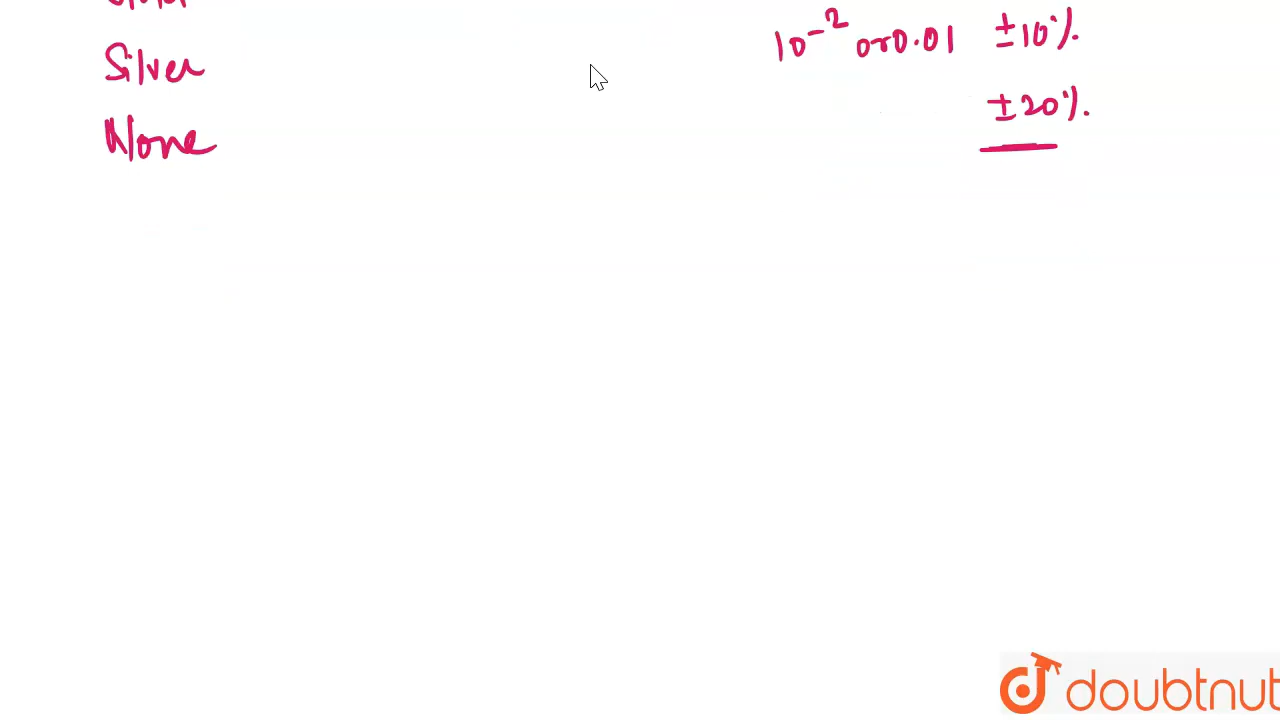 Silver 10⁻² or 0.01 ±10%.
None ±20%.
doubtnut